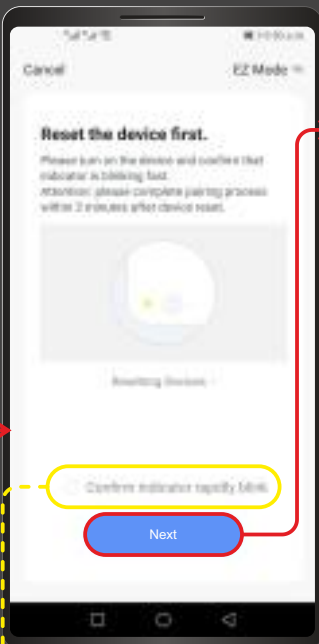 Cancel
EZ Mode
Reset the device first.
Please turn on the device and confirm that
indicator is blinking fast.
Attention: please complete pairing process
within 3 minutes after device reset.
Resetting Devices
Confirm indicator rapidly blink
Next